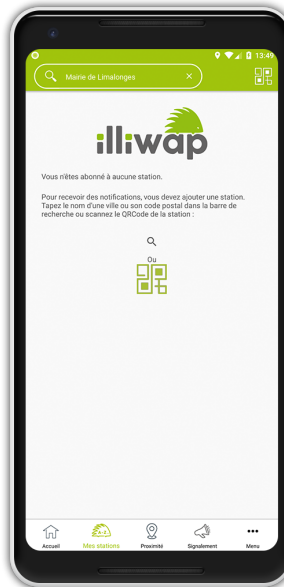 13:49
Mairie de Limalonges
illiwap
Vous n'êtes abonné à aucune station.
Pour recevoir des notifications, vous devez ajouter une station.
Tapez le nom d'une ville ou son code postal dans la barre de
recherche ou scannez le QRCode de la station :
Ou
Accueil
Mes stations
Proximité
Signalement
Menu